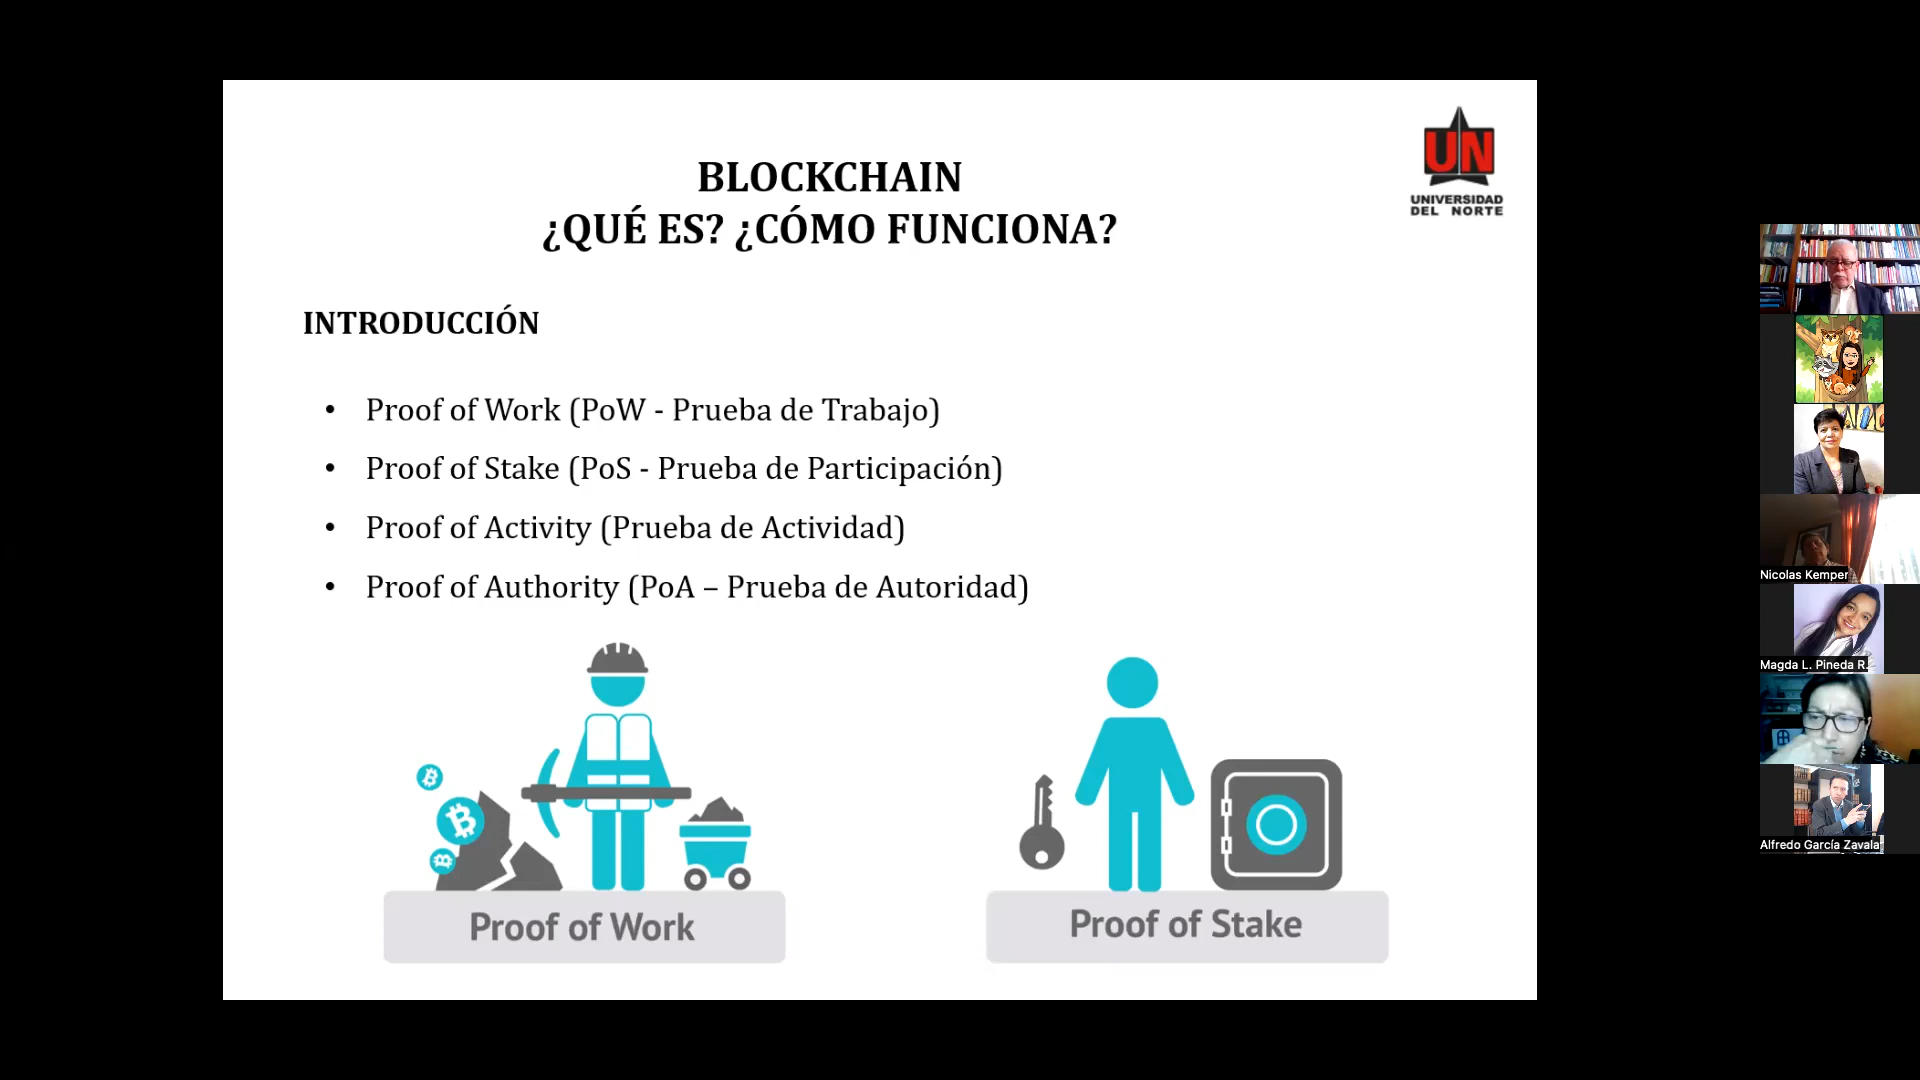 BLOCKCHAIN
¿QUÉ ES? ¿CÓMO FUNCIONA?
UN
UNIVERSIDAD
DEL NORTE
INTRODUCCIÓN
• Proof of Work (PoW - Prueba de Trabajo)
• Proof of Stake (PoS - Prueba de Participación)
• Proof of Activity (Prueba de Actividad)
• Proof of Authority (PoA – Prueba de Autoridad)
Proof of Work
Proof of Stake
Nicolas Kemper
Magda L. Pineda R.
Alfredo García Zavala